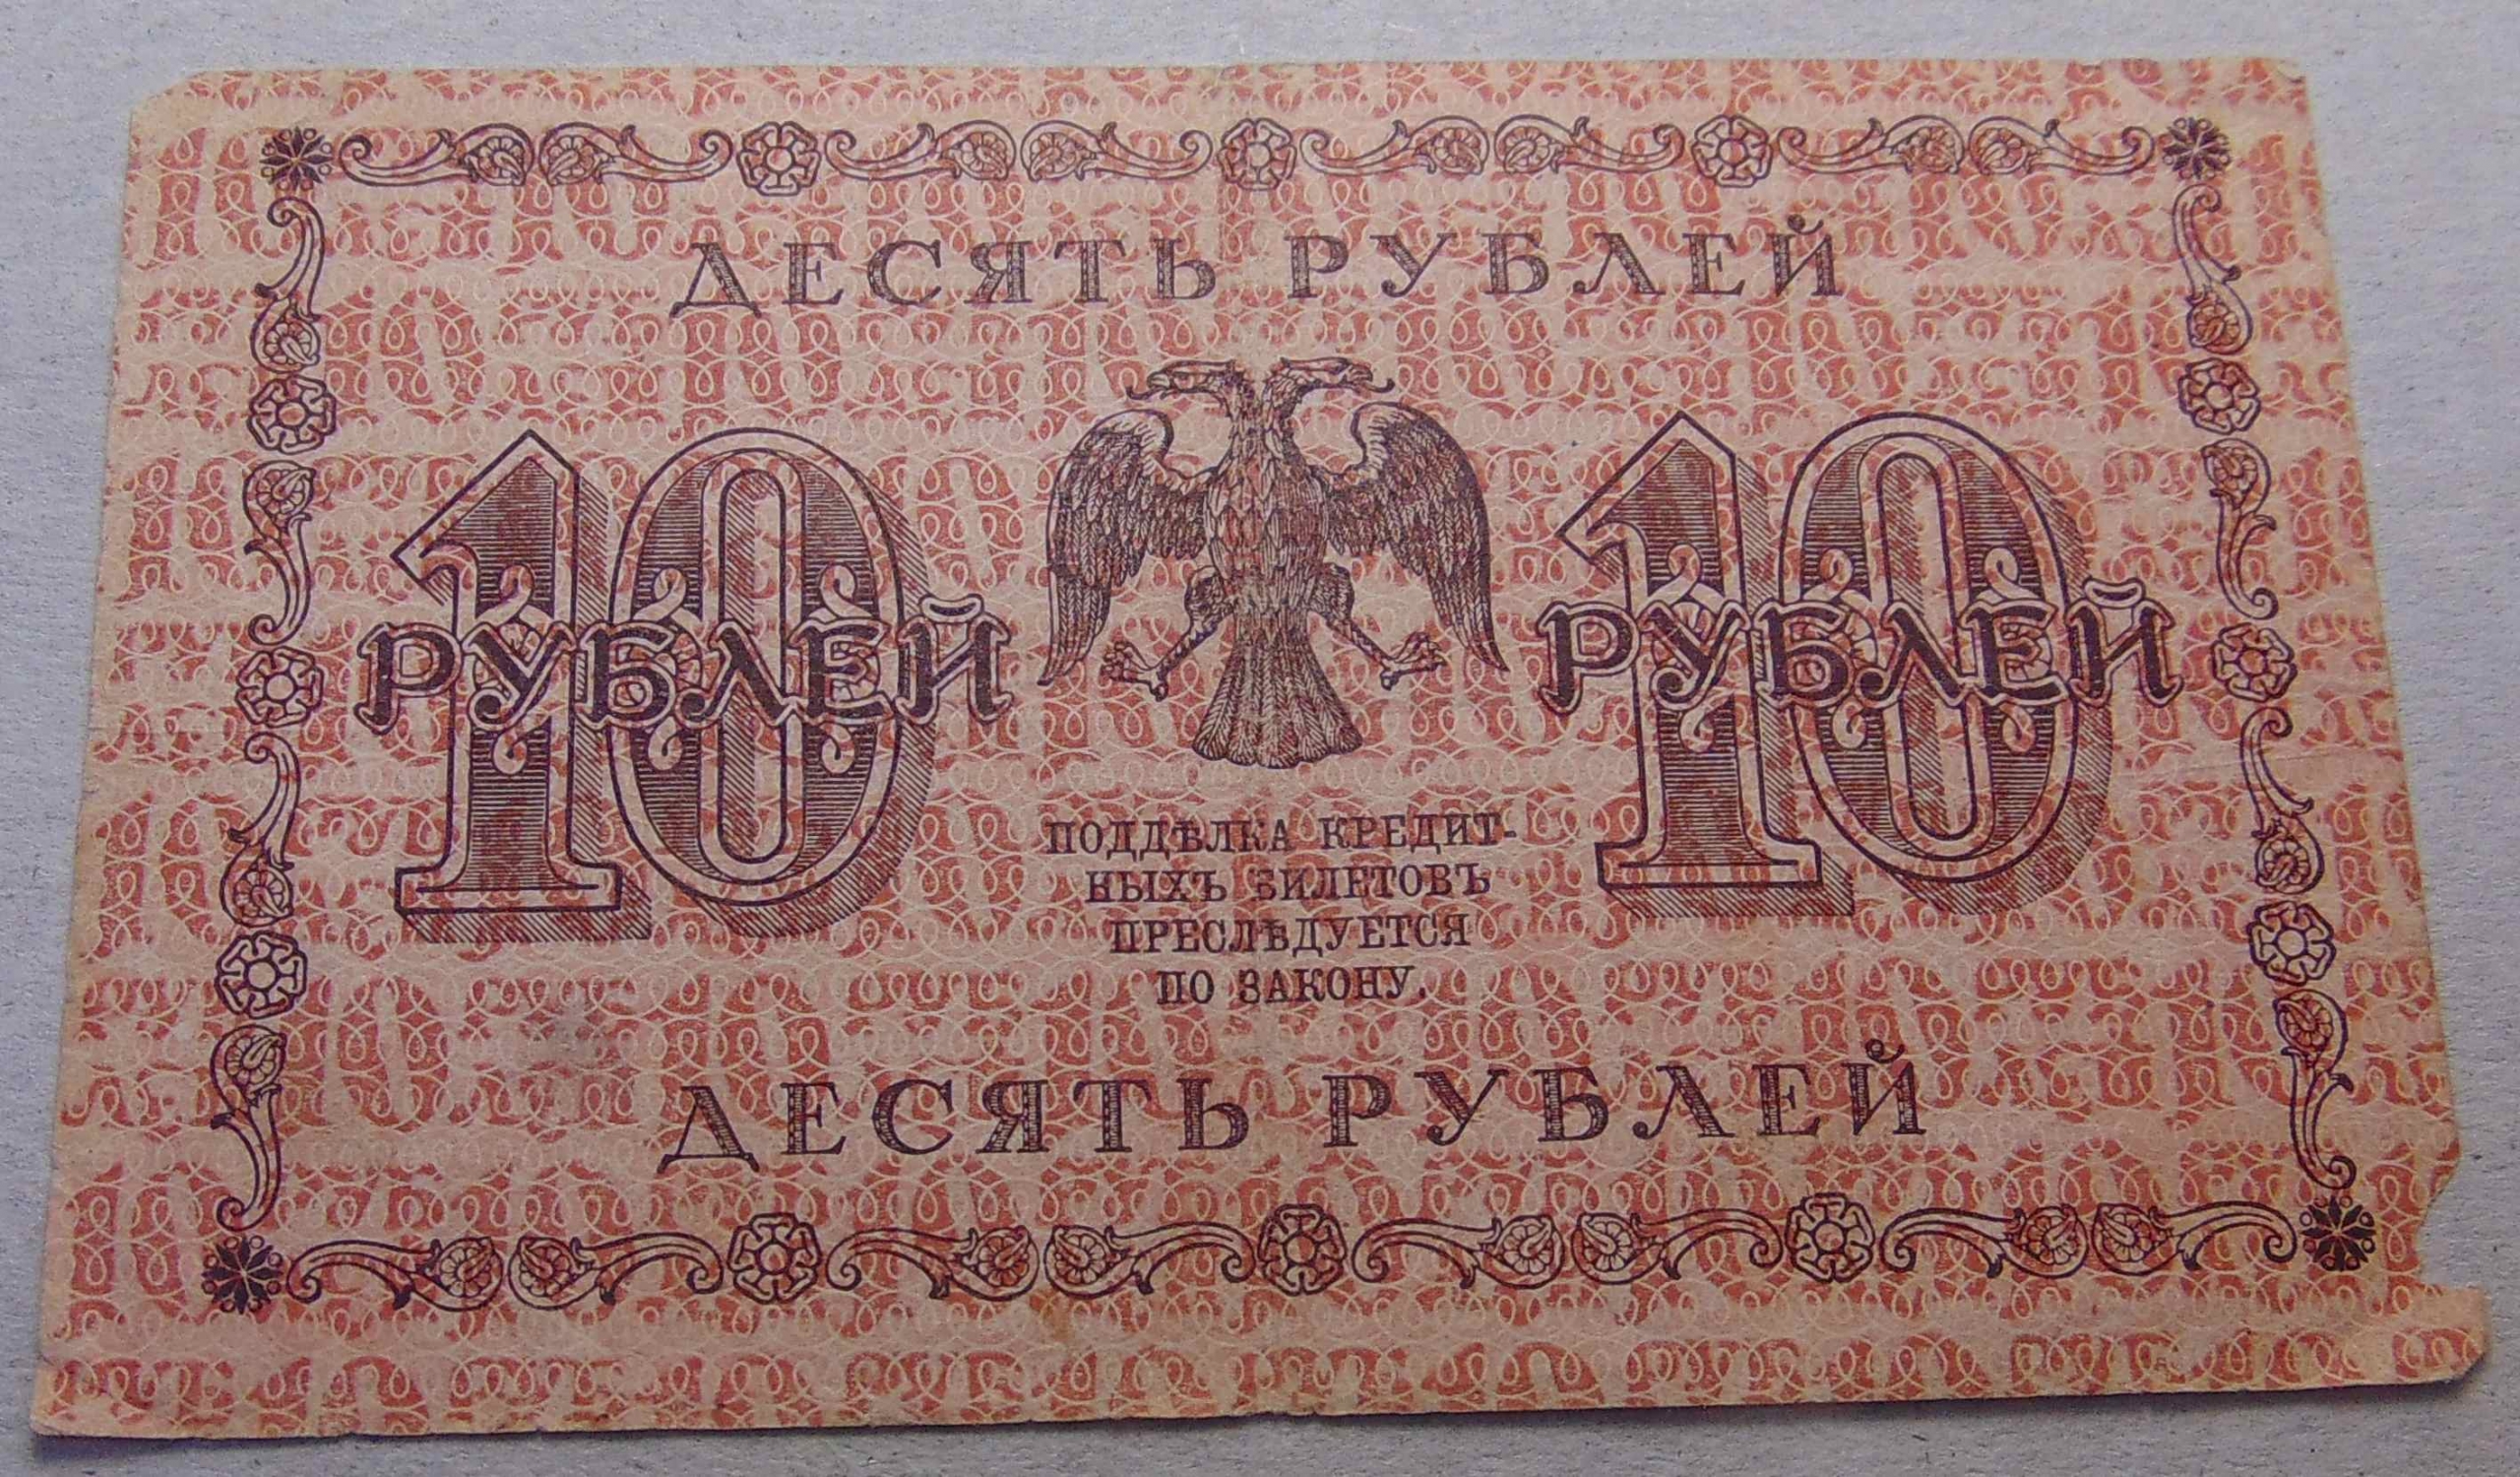 ДЕСЯТЬ РУБЛЕЙ
10 10
РУБЛЕЙ РУБЛЕЙ
ПОДДѢЛКА КРЕДИТ-
НЫХЪ БИЛЕТОВЪ
ПРЕСЛѢДУЕТСЯ
ПО ЗАКОНУ.
ДЕСЯТЬ РУБЛЕЙ